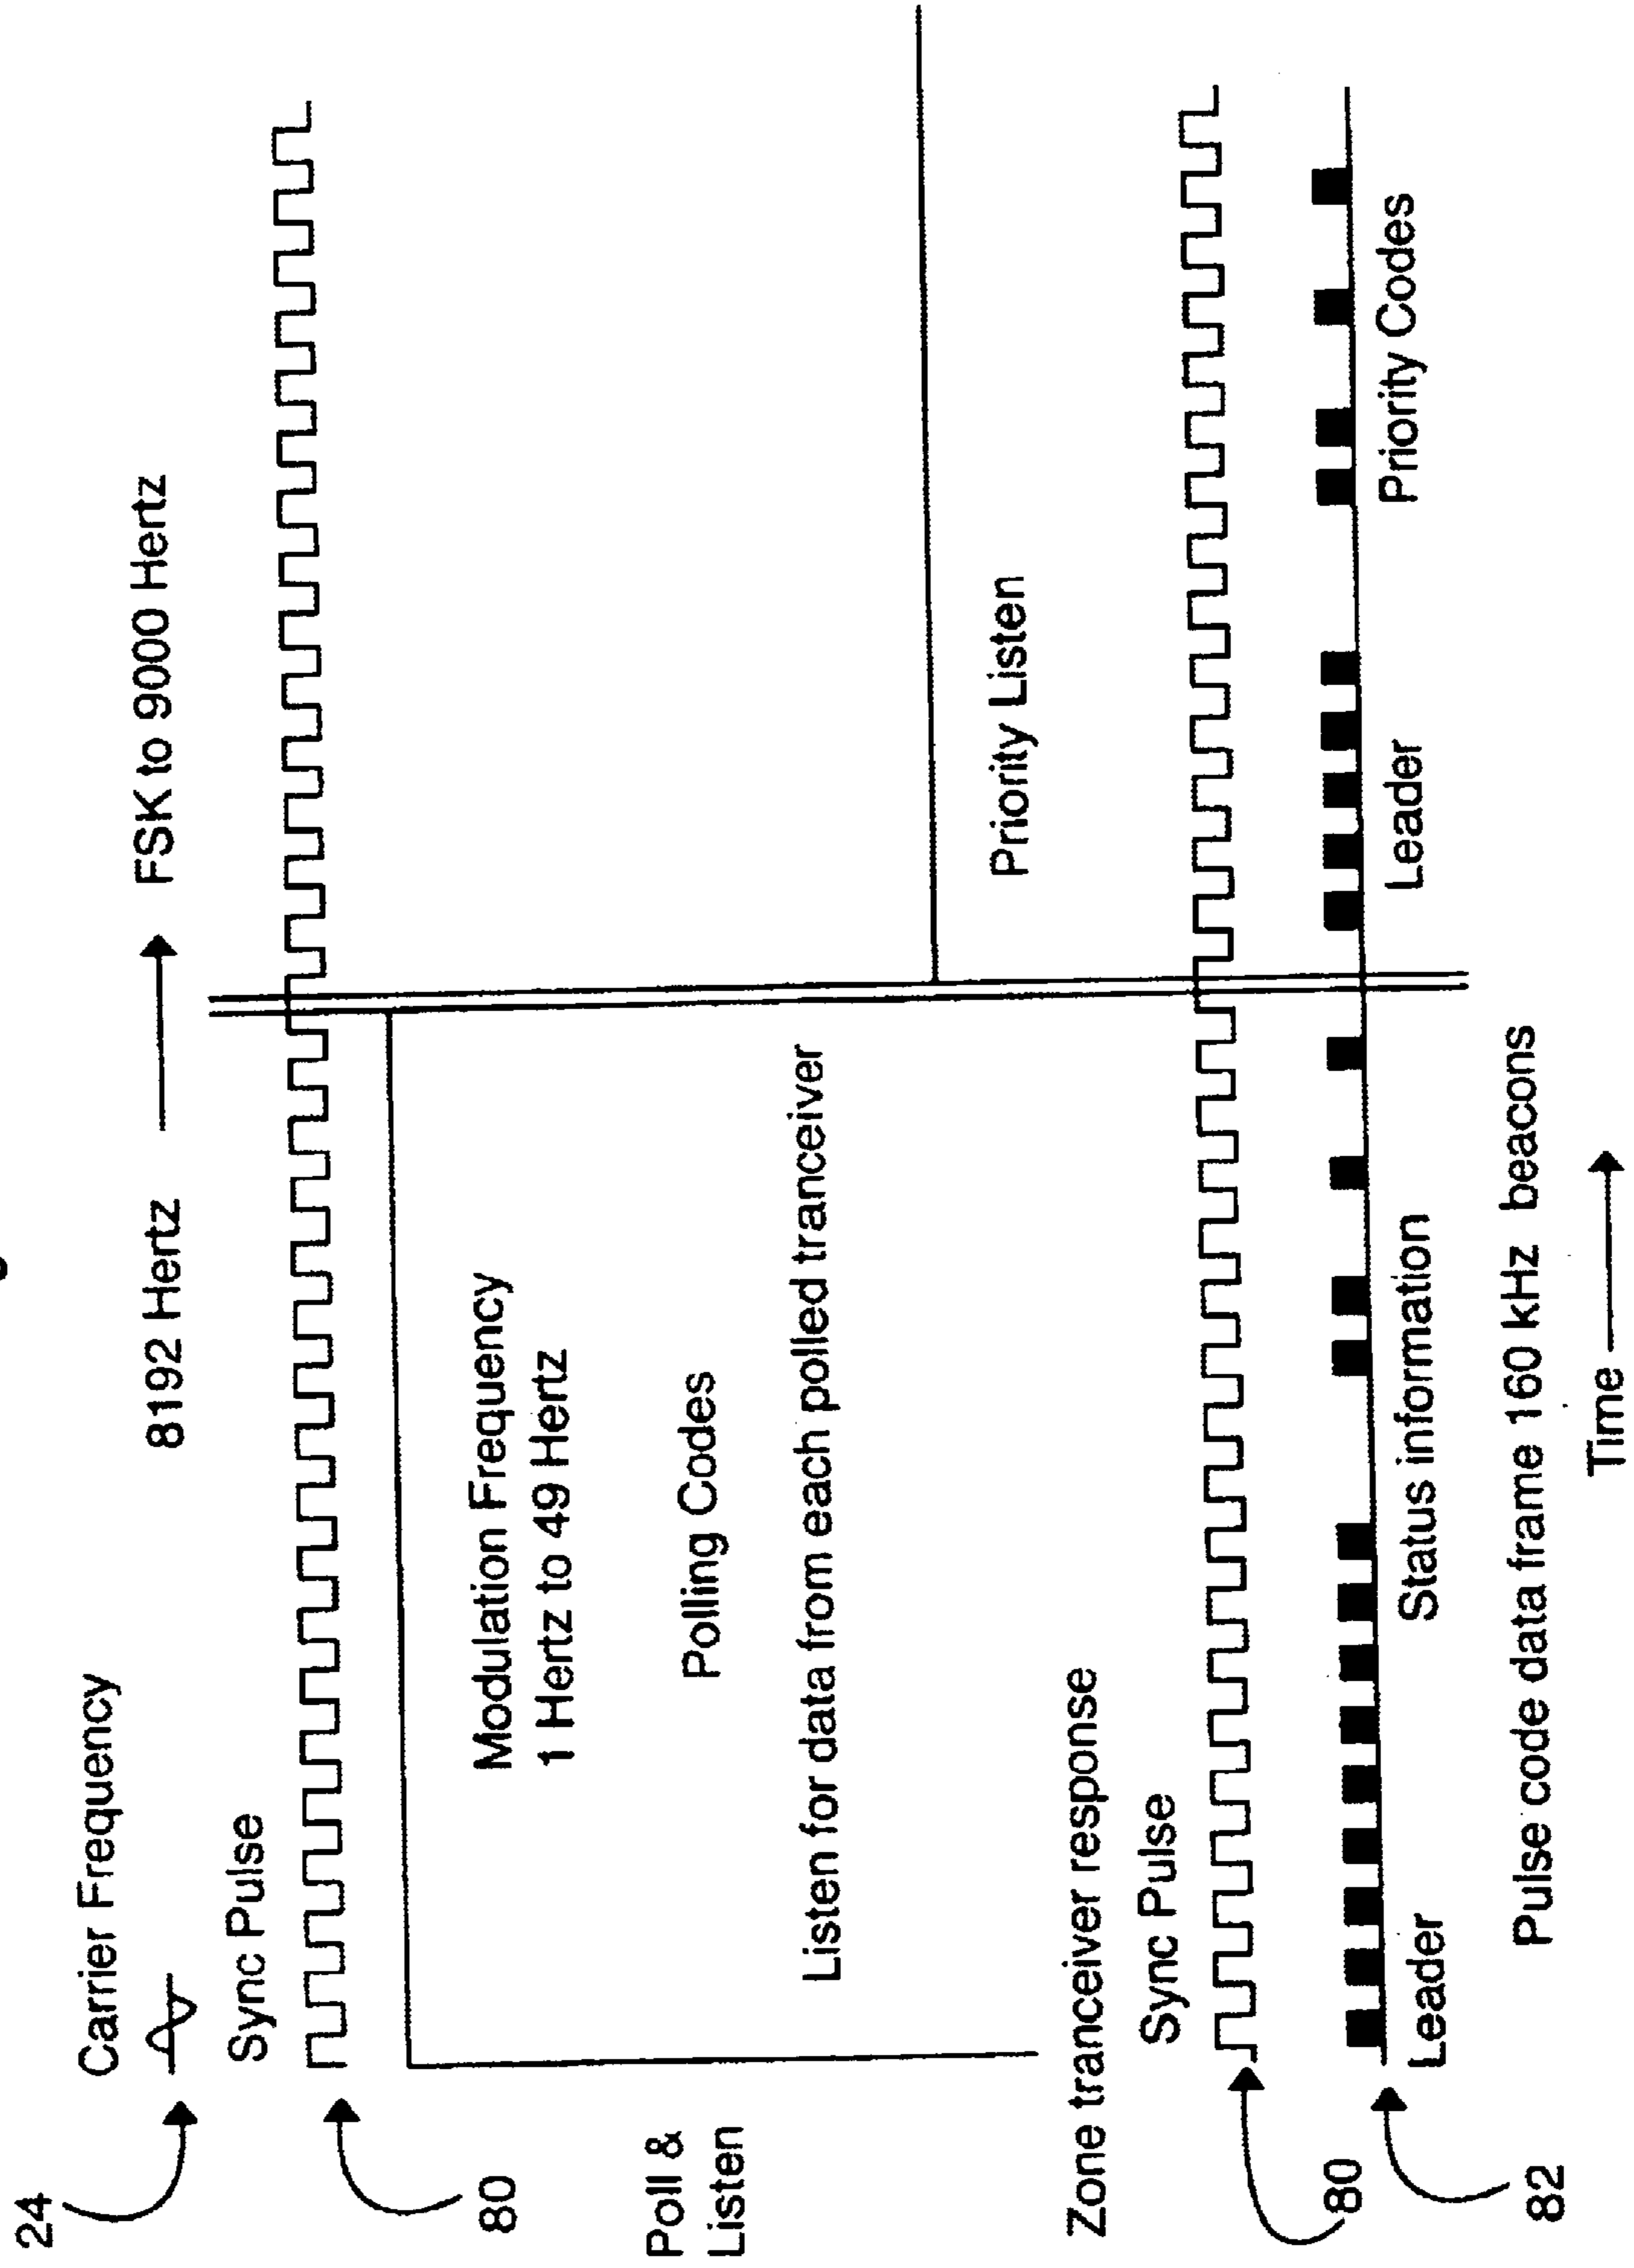 24
Carrier Frequency
8192 Hertz
FSK to 9000 Hertz
Sync Pulse
80
Modulation Frequency
1 Hertz to 49 Hertz
Poll &
Listen
Polling Codes
Listen for data from each polled tranceiver
Priority Listen
Zone tranceiver response
Sync Pulse
80
82
Leader
Status information
Leader
Priority Codes
Pulse code data frame 160 kHz beacons
Time